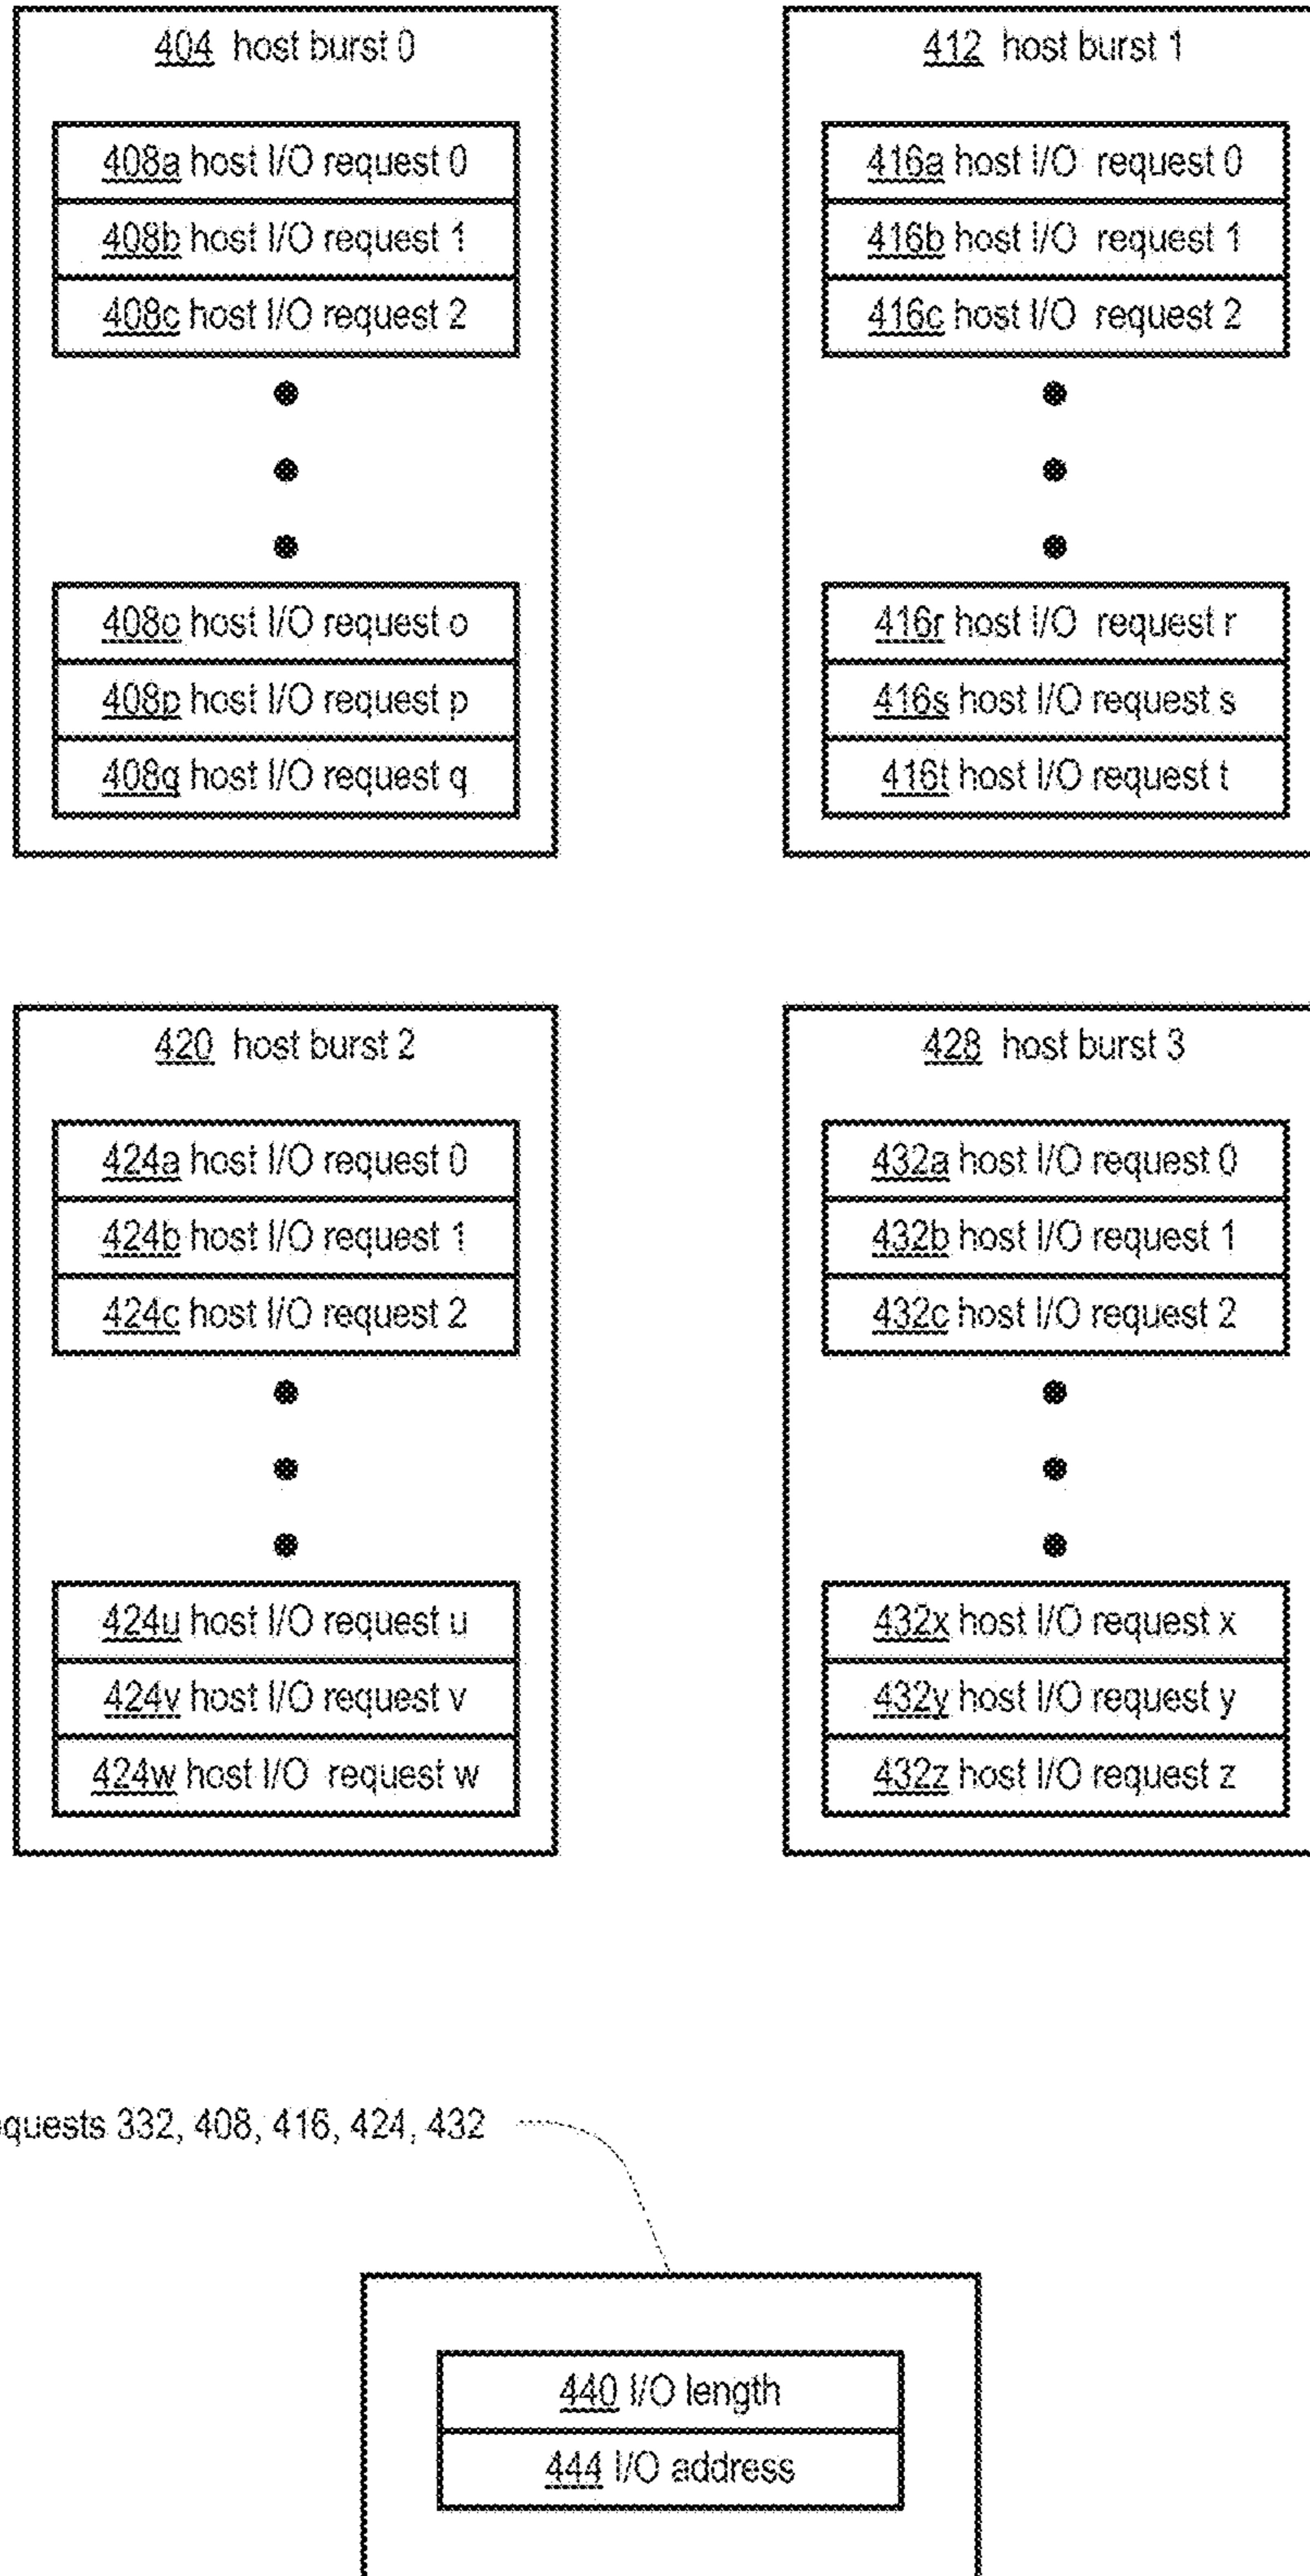 404 host burst 0
408a host I/O request 0
408b host I/O request 1
408c host I/O request 2
408o host I/O request o
408p host I/O request p
408q host I/O request q
412 host burst 1
416a host I/O request 0
416b host I/O request 1
416c host I/O request 2
416r host I/O request r
416s host I/O request s
416t host I/O request t
420 host burst 2
424a host I/O request 0
424b host I/O request 1
424c host I/O request 2
424u host I/O request u
424v host I/O request v
424w host I/O request w
428 host burst 3
432a host I/O request 0
432b host I/O request 1
432c host I/O request 2
432x host I/O request x
432y host I/O request y
432z host I/O request z
equests 332, 408, 416, 424, 432
440 I/O length
444 I/O address